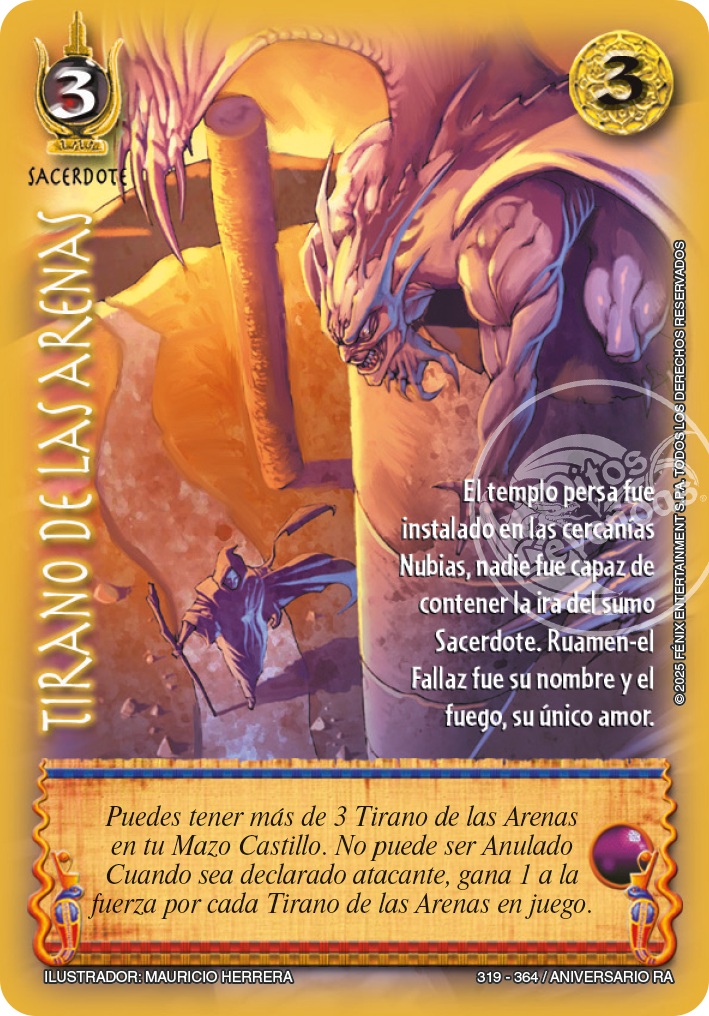 3
3
SACERDOTE
TIRANO DE LAS ARENAS
El templo persa fue
instalado en las cercanías
Nubias, nadie fue capaz de
contener la ira del sumo
Sacerdote. Ruamen-el
Fallaz fue su nombre y el
fuego, su único amor.
©2025 FÉNIX ENTERTAINMENT S.P.A. TODOS LOS DERECHOS RESERVADOS
Puedes tener más de 3 Tirano de las Arenas
en tu Mazo Castillo. No puede ser Anulado
Cuando sea declarado atacante, gana 1 a la
fuerza por cada Tirano de las Arenas en juego.
ILUSTRADOR: MAURICIO HERRERA
319 - 364 / ANIVERSARIO RA